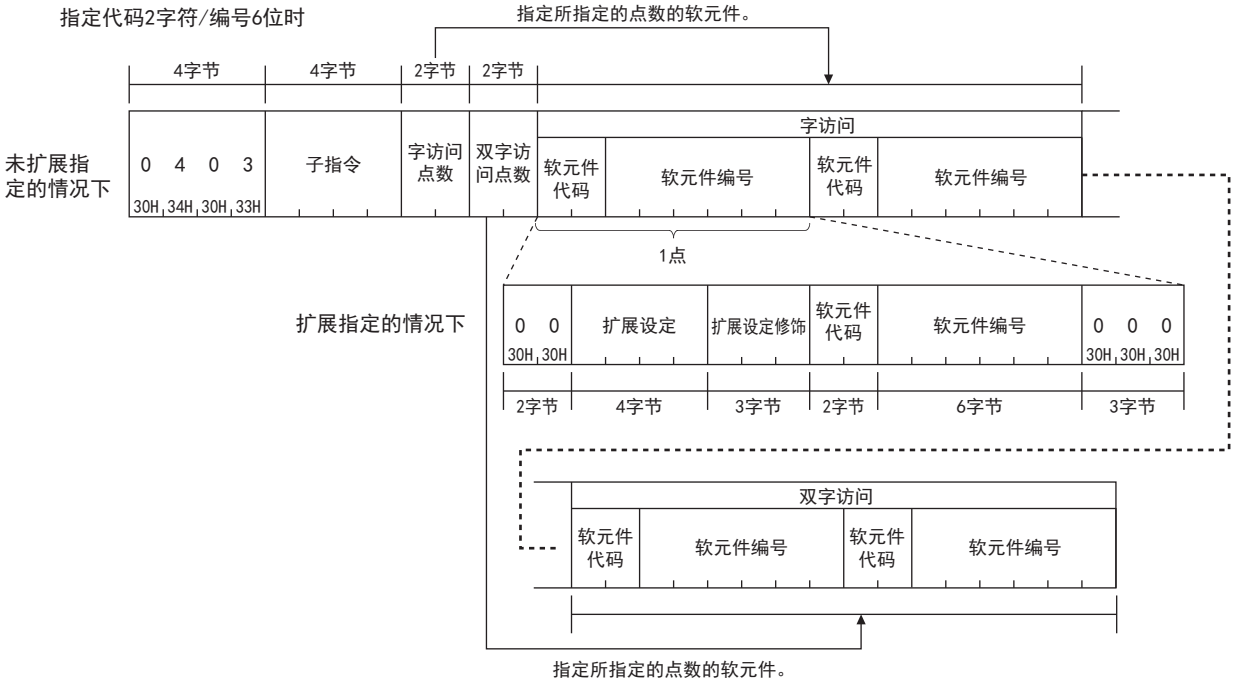 指定代码2字符/编号6位时
指定所指定的点数的软元件。
4字节 4字节 2字节 2字节
未扩展指定的情况下
0 4 0 3
30H 34H 30H 33H
子指令
字访问点数
双字访问点数
字访问
软元件代码
软元件编号
软元件代码
软元件编号
1点
扩展指定的情况下
0 0
30H 30H
扩展设定
扩展设定修饰
软元件代码
软元件编号
0 0 0
30H 30H 30H
2字节 4字节 3字节 2字节 6字节 3字节
双字访问
软元件代码
软元件编号
软元件代码
软元件编号
指定所指定的点数的软元件。